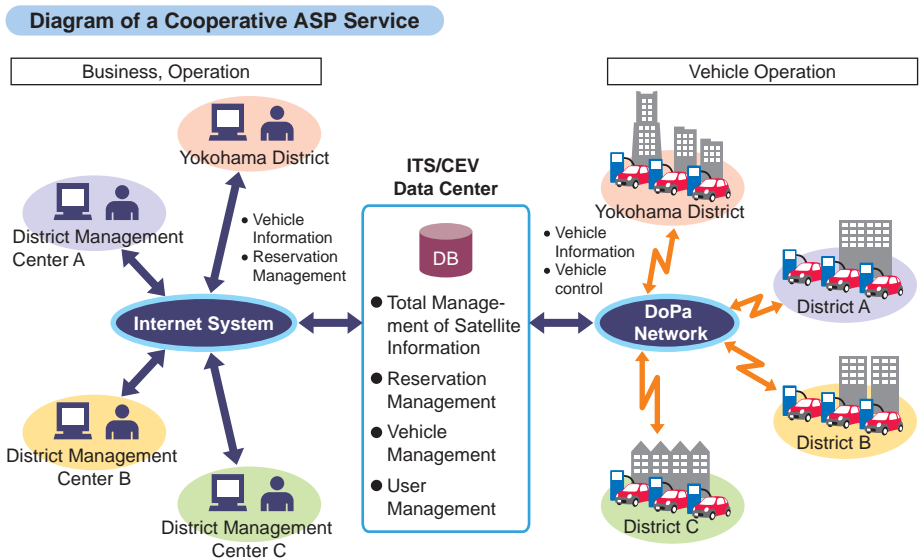 Diagram of a Cooperative ASP Service
Business, Operation
Vehicle Operation
Yokohama District
District Management
Center A
• Vehicle
Information
• Reservation
Management
Internet System
District Management
Center B
District Management
Center C
ITS/CEV
Data Center
DB
● Total Manage-
ment of Satellite
Information
● Reservation
Management
● Vehicle
Management
● User
Management
• Vehicle
Information
• Vehicle
control
Yokohama District
DoPa
Network
District A
District B
District C